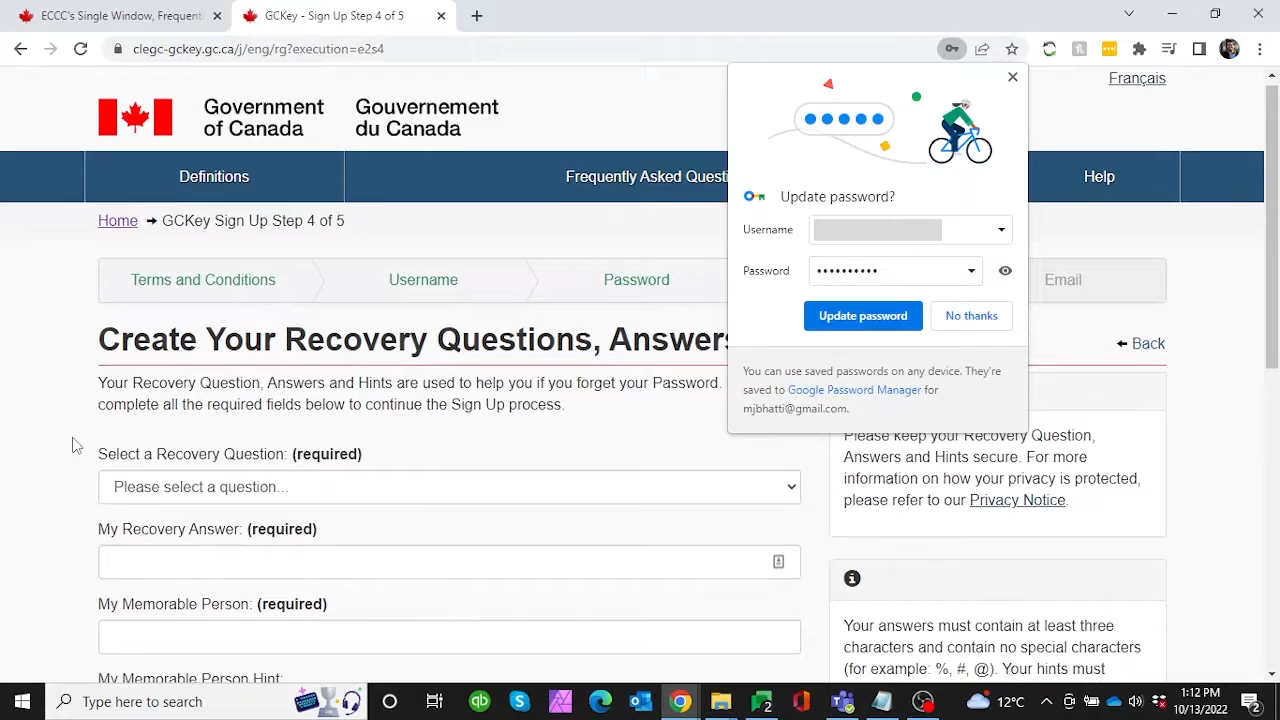 ECCC's Single Window, Frequent
GCKey - Sign Up Step 4 of 5
clegc-gckey.gc.ca/j/eng/rg?execution=e2s4
Français
Government of Canada
Gouvernement du Canada
Definitions
Frequently Asked Questi
Help
Home ➜ GCKey Sign Up Step 4 of 5
Terms and Conditions
Username
Password
Email
Update password?
Username
Password
Update password
No thanks
You can use saved passwords on any device. They're
saved to Google Password Manager for
mjbhatti@gmail.com.
Create Your Recovery Questions, Answers
Back
Your Recovery Question, Answers and Hints are used to help you if you forget your Password.
complete all the required fields below to continue the Sign Up process.
Select a Recovery Question: (required)
Please select a question...
My Recovery Answer: (required)
My Memorable Person: (required)
My Memorable Person Hint:
Please keep your Recovery Question,
Answers and Hints secure. For more
information on how your privacy is protected,
please refer to our Privacy Notice.
Your answers must contain at least three
characters and contain no special characters
(for example: %, #, @). Your hints must
Type here to search
12°C
1:12 PM
10/13/2022
2